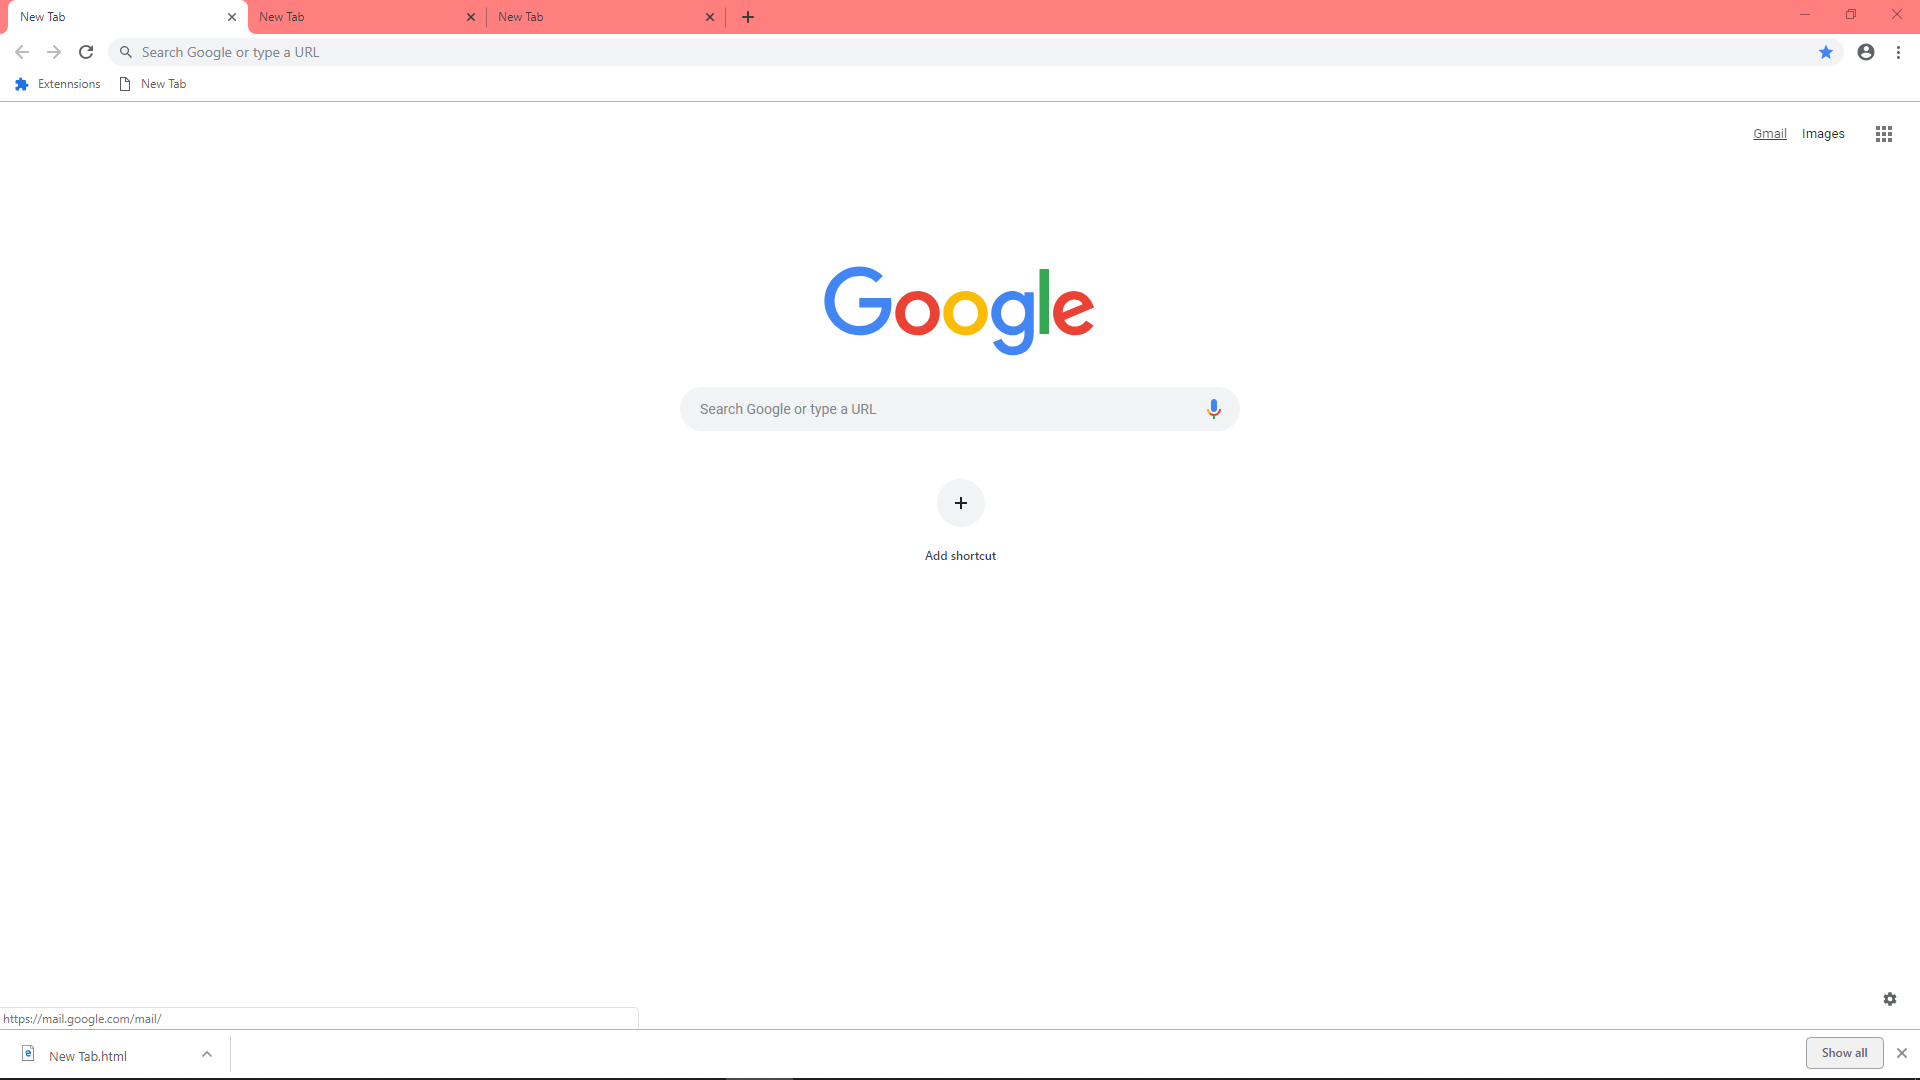 New Tab New Tab New Tab
Search Google or type a URL
Extennsions New Tab
Gmail Images
Google
Search Google or type a URL
Add shortcut
https://mail.google.com/mail/
New Tab.html Show all